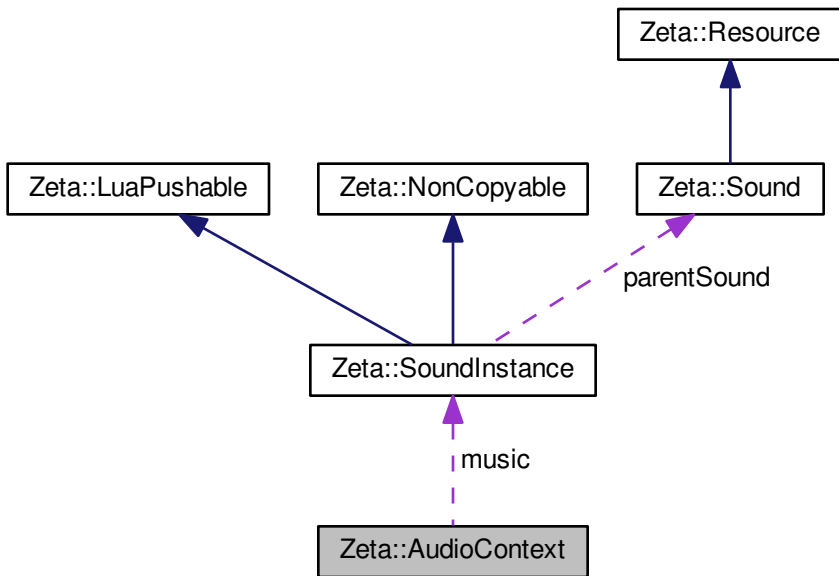 Zeta::Resource
Zeta::LuaPushable
Zeta::NonCopyable
Zeta::Sound
parentSound
Zeta::SoundInstance
music
Zeta::AudioContext